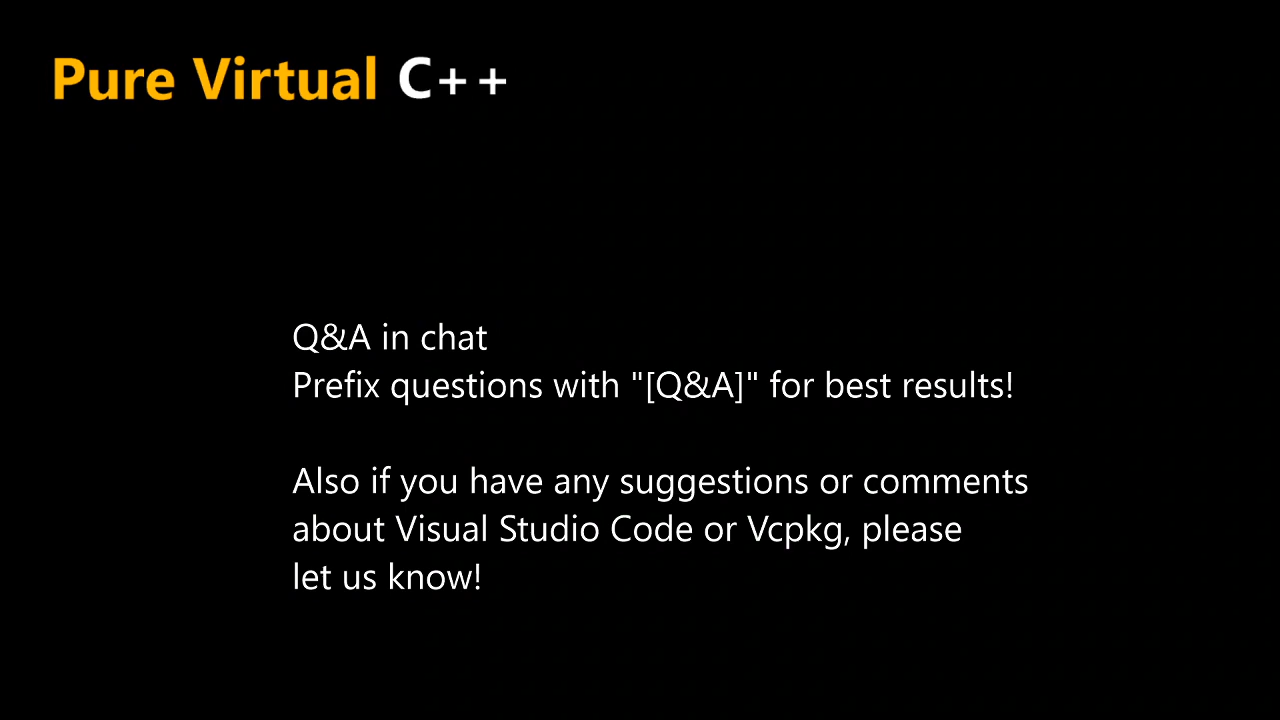 Pure Virtual C++
Q&A in chat
Prefix questions with "[Q&A]" for best results!
Also if you have any suggestions or comments
about Visual Studio Code or Vcpkg, please
let us know!